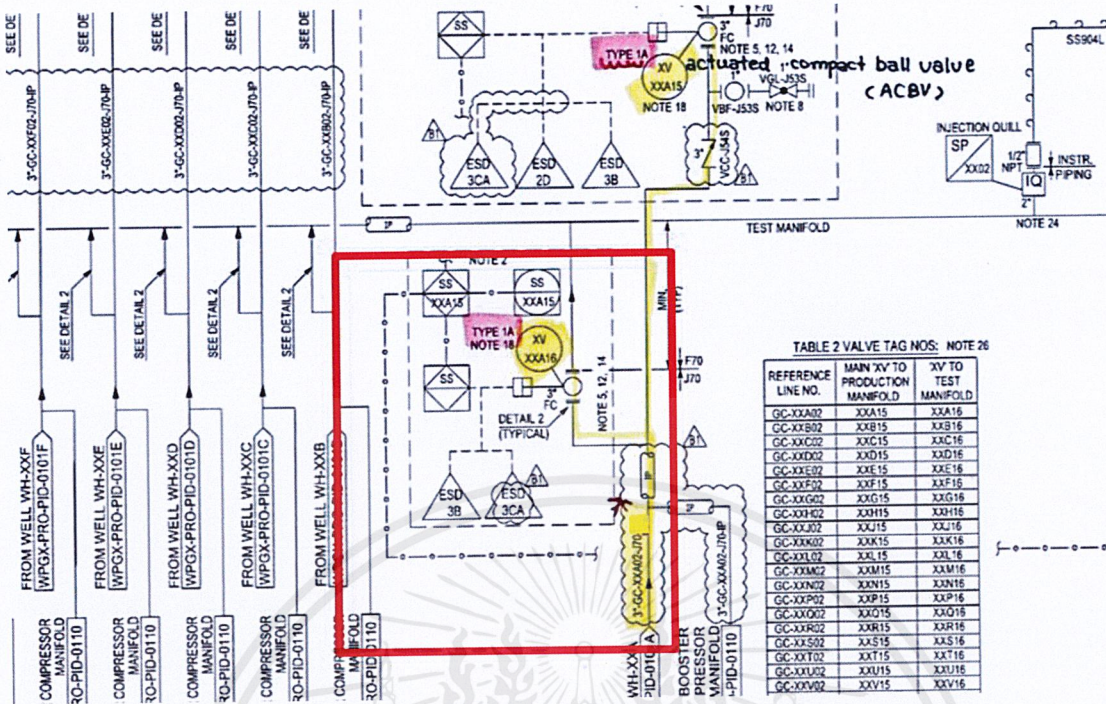 SEE DE
SEE DE
SEE DE
SEE DE
SEE DE
3"-GC-XXF02-J70-IP
3"-GC-XXE02-J70-IP
3"-GC-XXD02-J70-IP
3"-GC-XXC02-J70-IP
3"-GC-XXB02-J70-IP
SEE DETAIL 2
SEE DETAIL 2
SEE DETAIL 2
SEE DETAIL 2
FROM WELL WH-XXF
WPGX-PRO-PID-0101F
FROM WELL WH-XXE
WPGX-PRO-PID-0101E
FROM WELL WH-XXD
WPGX-PRO-PID-0101D
FROM WELL WH-XXC
WPGX-PRO-PID-0101C
FROM WELL WH-XXB
COMPRESSOR
MANIFOLD
RO-PID-0110
COMPRESSOR
MANIFOLD
RO-PID-0110
COMPRESSOR
MANIFOLD
RO-PID-0110
COMPRESSOR
MANIFOLD
RO-PID-0110
COMPRESSOR
MANIFOLD
RO-PID-0110
SS
TYPE 1A
XV
XXA15
NOTE 18
3"
FC
F70
J70
NOTE 5, 12, 14
actuated compact ball valve
(ACBV)
1"
VBF-J53S
VGL-J53S
NOTE 8
ESD
3CA
ESD
2D
ESD
3B
B1
3"
VCC-J54S
B1
SS904L
INJECTION QUILL
SP
XX02
1/2"
NPT
INSTR.
PIPING
IQ
2"
NOTE 24
IP
TEST MANIFOLD
NOTE 2
SS
XXA15
SS
XXA15
TYPE 1A
NOTE 18
XV
XXA16
SS
3"
FC
NOTE 5, 12, 14
DETAIL 2
(TYPICAL)
ESD
3B
ESD
3CA
B1
MIN.
(TYP)
F70
J70
B1
IP
IP
3"-GC-XXA02-J70
3"-GC-XXA02-J70-IP
BOOSTER
PRESSOR
MANIFOLD
-PID-0110
TABLE 2 VALVE TAG NOS: NOTE 26
REFERENCE LINE NO. MAIN 'XV' TO PRODUCTION MANIFOLD 'XV' TO TEST MANIFOLD
GC-XXA02 XXA15 XXA16
GC-XXB02 XXB15 XXB16
GC-XXC02 XXC15 XXC16
GC-XXD02 XXD15 XXD16
GC-XXE02 XXE15 XXE16
GC-XXF02 XXF15 XXF16
GC-XXG02 XXG15 XXG16
GC-XXH02 XXH15 XXH16
GC-XXJ02 XXJ15 XXJ16
GC-XXK02 XXK15 XXK16
GC-XXL02 XXL15 XXL16
GC-XXM02 XXM15 XXM16
GC-XXN02 XXN15 XXN16
GC-XXP02 XXP15 XXP16
GC-XXQ02 XXQ15 XXQ16
GC-XXR02 XXR15 XXR16
GC-XXS02 XXS15 XXS16
GC-XXT02 XXT15 XXT16
GC-XXU02 XXU15 XXU16
GC-XXV02 XXV15 XXV16